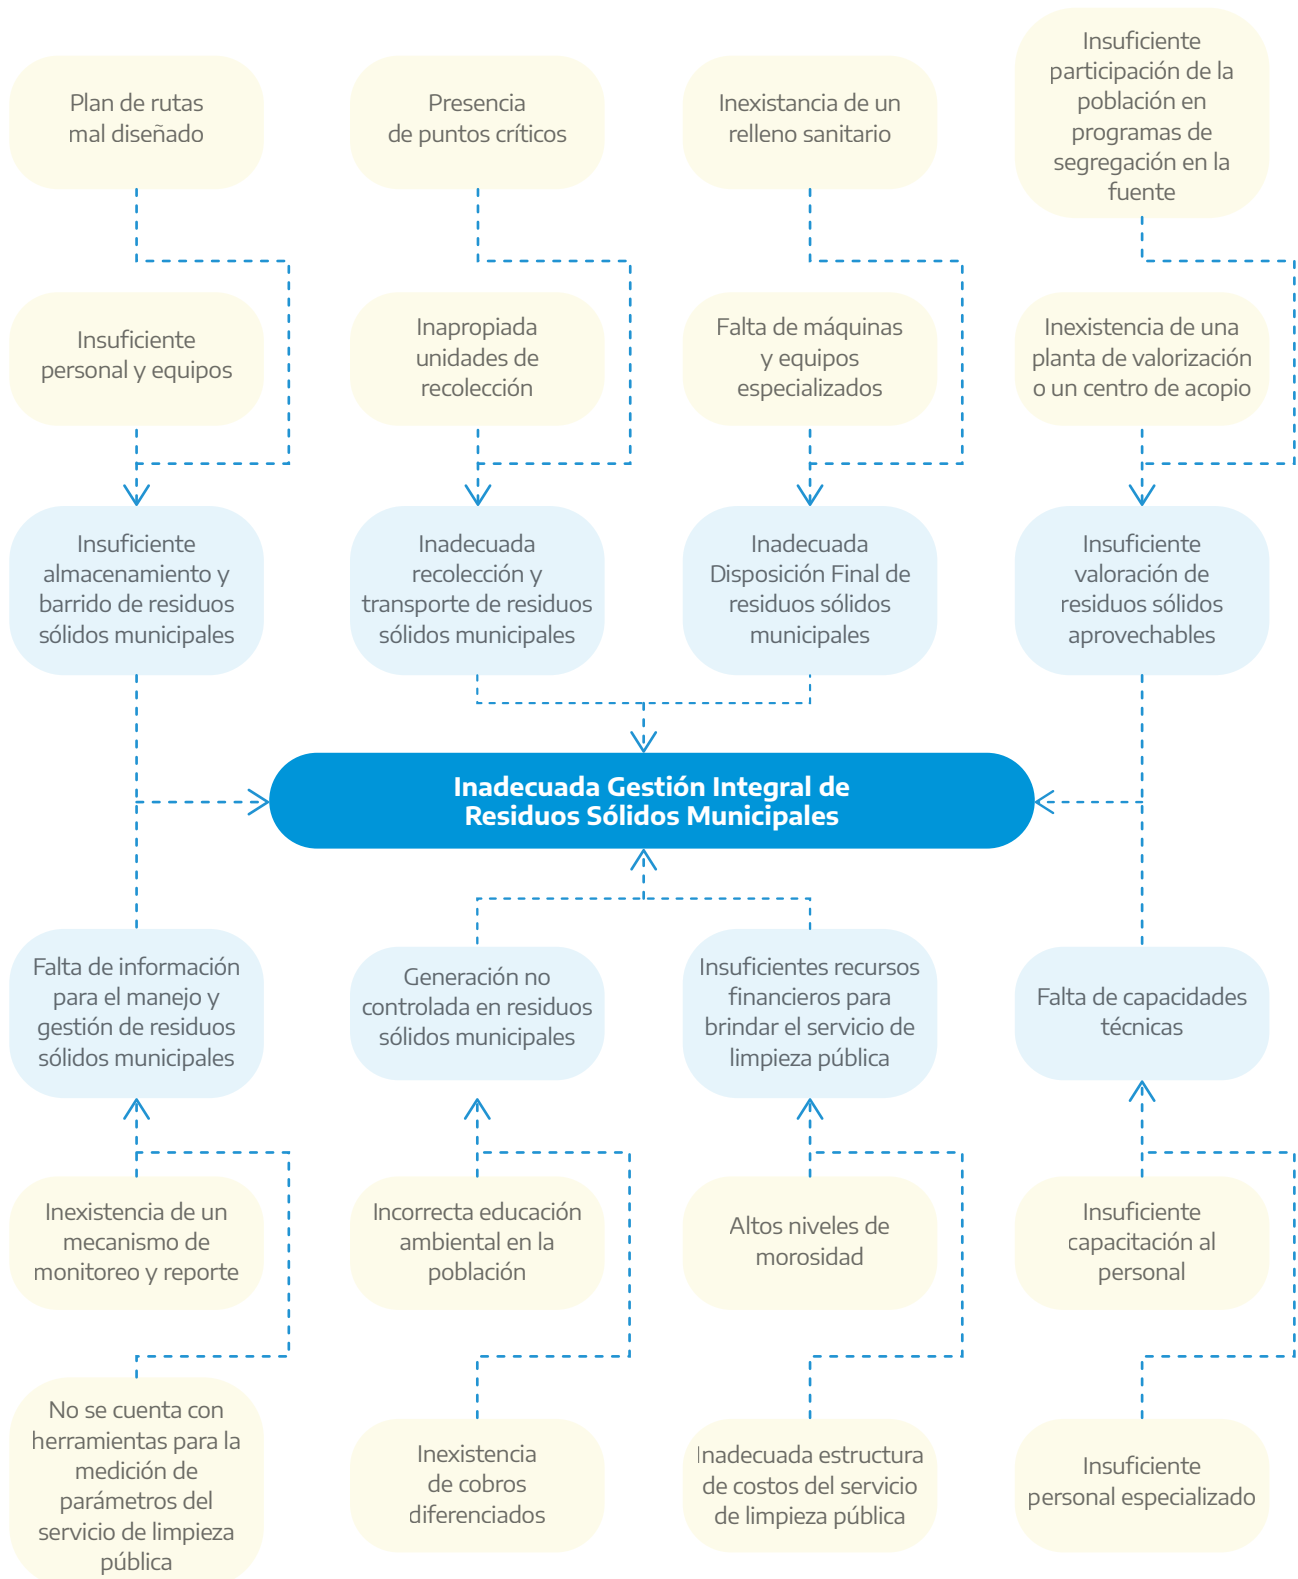 Plan de rutas
mal diseñado
Presencia
de puntos críticos
Inexistancia de un
relleno sanitario
Insuficiente
participación de la
población en
programas de
segregación en la
fuente
Insuficiente
personal y equipos
Inapropiada
unidades de
recolección
Falta de máquinas
y equipos
especializados
Inexistencia de una
planta de valorización
o un centro de acopio
Insuficiente
almacenamiento y
barrido de residuos
sólidos municipales
Inadecuada
recolección y
transporte de residuos
sólidos municipales
Inadecuada
Disposición Final de
residuos sólidos
municipales
Insuficiente
valoración de
residuos sólidos
aprovechables
Inadecuada Gestión Integral de
Residuos Sólidos Municipales
Falta de información
para el manejo y
gestión de residuos
sólidos municipales
Generación no
controlada en residuos
sólidos municipales
Insuficientes recursos
financieros para
brindar el servicio de
limpieza pública
Falta de capacidades
técnicas
Inexistencia de un
mecanismo de
monitoreo y reporte
Incorrecta educación
ambiental en la
población
Altos niveles de
morosidad
Insuficiente
capacitación al
personal
No se cuenta con
herramientas para la
medición de
parámetros del
servicio de limpieza
pública
Inexistencia
de cobros
diferenciados
Inadecuada estructura
de costos del servicio
de limpieza pública
Insuficiente
personal especializado